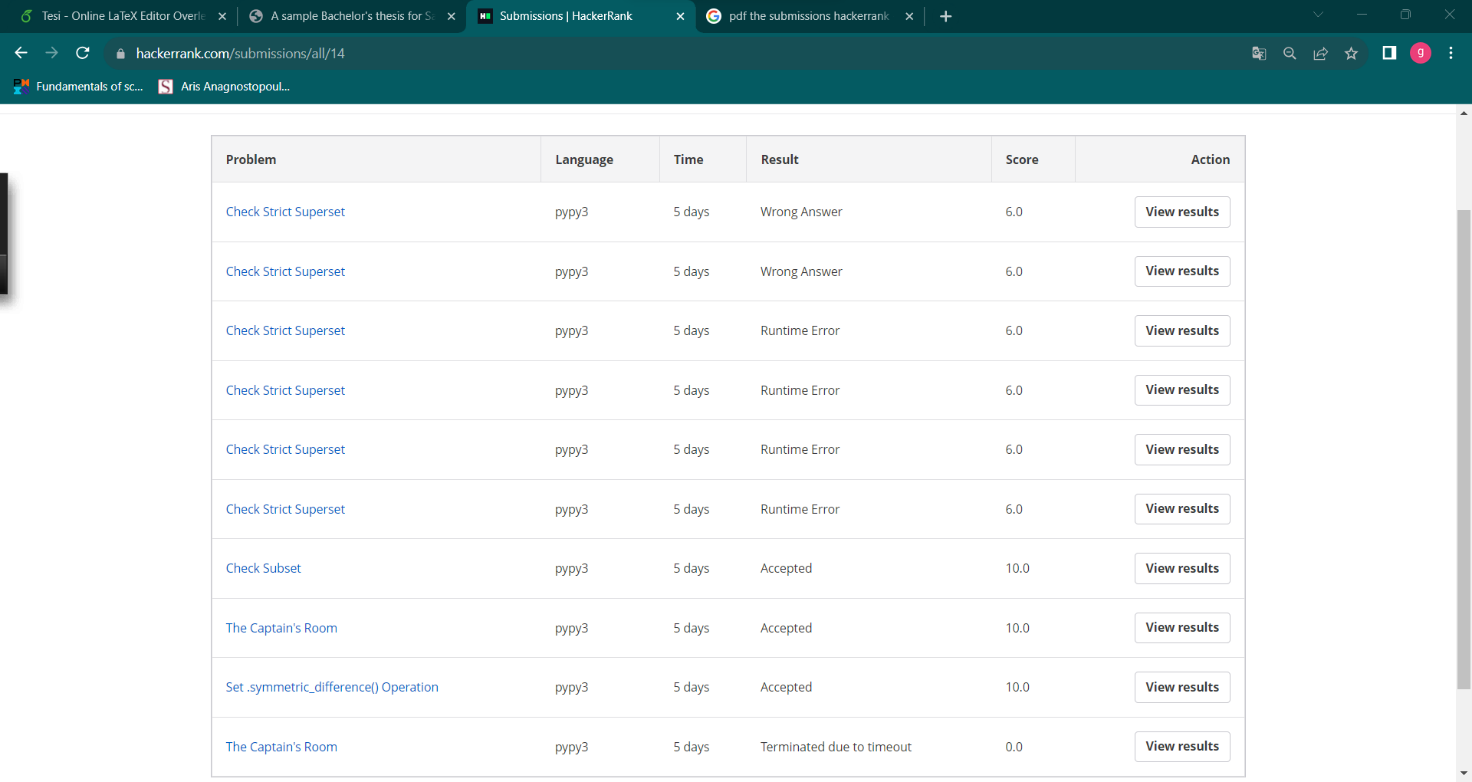 Tesi - Online LaTeX Editor Overle
A sample Bachelor's thesis for Sa
Submissions | HackerRank
pdf the submissions hackerrank
hackerrank.com/submissions/all/14
g
Fundamentals of sc...
Aris Anagnostopoul...
Problem Language Time Result Score Action
Check Strict Superset pypy3 5 days Wrong Answer 6.0 View results
Check Strict Superset pypy3 5 days Wrong Answer 6.0 View results
Check Strict Superset pypy3 5 days Runtime Error 6.0 View results
Check Strict Superset pypy3 5 days Runtime Error 6.0 View results
Check Strict Superset pypy3 5 days Runtime Error 6.0 View results
Check Strict Superset pypy3 5 days Runtime Error 6.0 View results
Check Subset pypy3 5 days Accepted 10.0 View results
The Captain's Room pypy3 5 days Accepted 10.0 View results
Set .symmetric_difference() Operation pypy3 5 days Accepted 10.0 View results
The Captain's Room pypy3 5 days Terminated due to timeout 0.0 View results